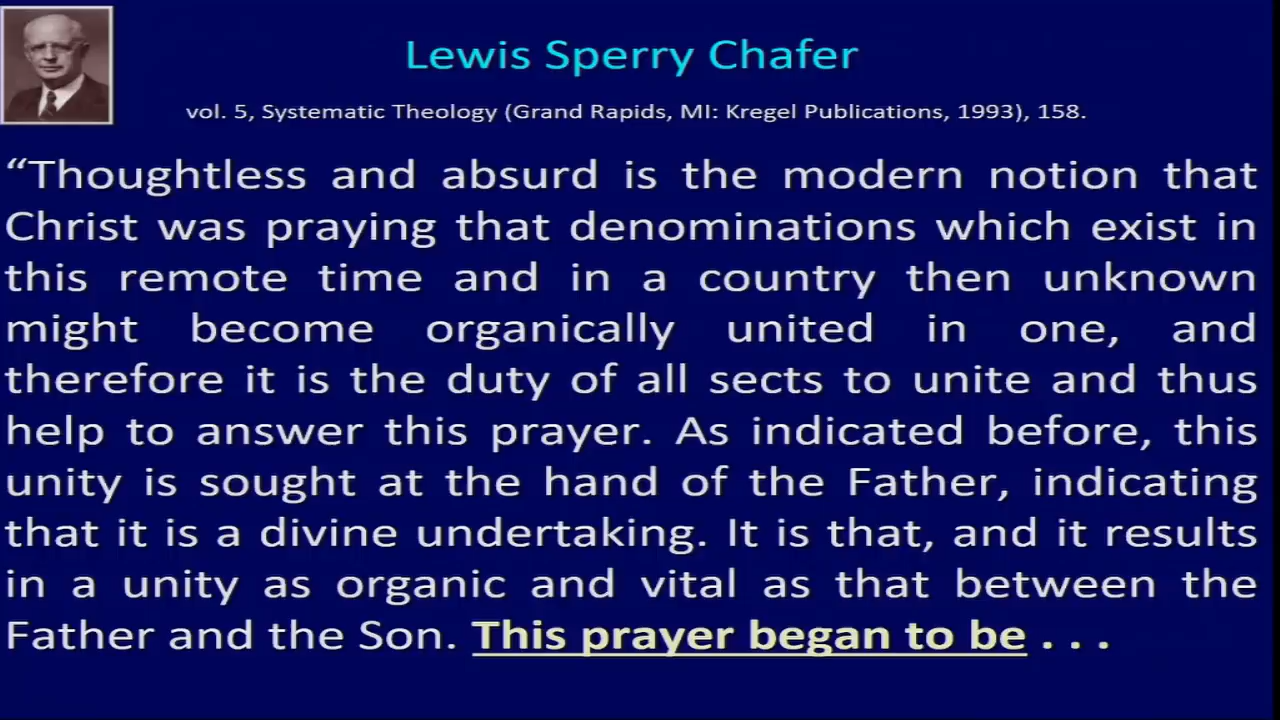 Lewis Sperry Chafer
vol. 5, Systematic Theology (Grand Rapids, MI: Kregel Publications, 1993), 158.
“Thoughtless and absurd is the modern notion that
Christ was praying that denominations which exist in
this remote time and in a country then unknown
might become organically united in one, and
therefore it is the duty of all sects to unite and thus
help to answer this prayer. As indicated before, this
unity is sought at the hand of the Father, indicating
that it is a divine undertaking. It is that, and it results
in a unity as organic and vital as that between the
Father and the Son. This prayer began to be . . .